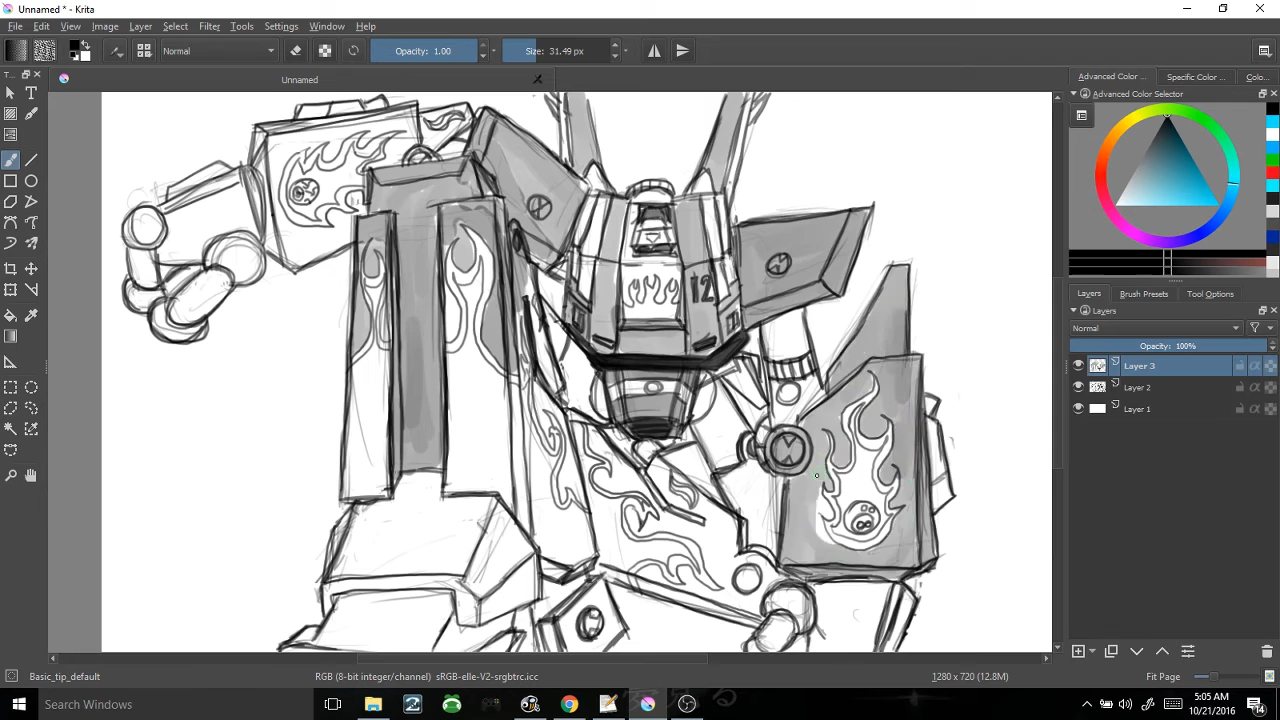 Unnamed * - Krita
File Edit View Image Layer Select Filter Tools Settings Window Help
Normal Opacity: 1.00 Size: 31.49 px
T... Unnamed Advanced Color ... Specific Color ... Colo...
Advanced Color Selector
12
Layers Brush Presets Tool Options
Layers
Normal
Opacity: 100%
Layer 3
Layer 2
Layer 1
Basic_tip_default RGB (8-bit integer/channel) sRGB-elle-V2-srgbtrc.icc 1280 x 720 (12.8M) Fit Page
Search Windows
5:05 AM
10/21/2016
14